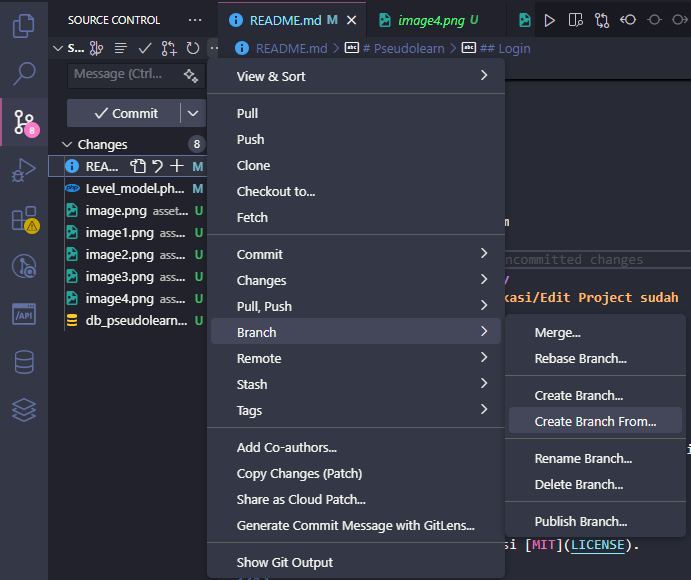 SOURCE CONTROL
README.md M
image4.png U
S...
README.md > # Pseudolearn > ## Login
Message (Ctrl...
Commit
Changes 8
REA... M
Level_model.ph... M
image.png asset... U
image1.png ass... U
image2.png ass... U
image3.png ass... U
image4.png ass... U
db_pseudolearn... U
8
/API
View & Sort
Pull
Push
Clone
Checkout to...
Fetch
Commit
Changes
Pull, Push
Branch
Remote
Stash
Tags
Add Co-authors...
Copy Changes (Patch)
Share as Cloud Patch...
Generate Commit Message with GitLens...
Show Git Output
Merge...
Rebase Branch...
Create Branch...
Create Branch From...
Rename Branch...
Delete Branch...
Publish Branch...
ncommitted changes
kasi/Edit Project sudah
si [MIT](LICENSE).